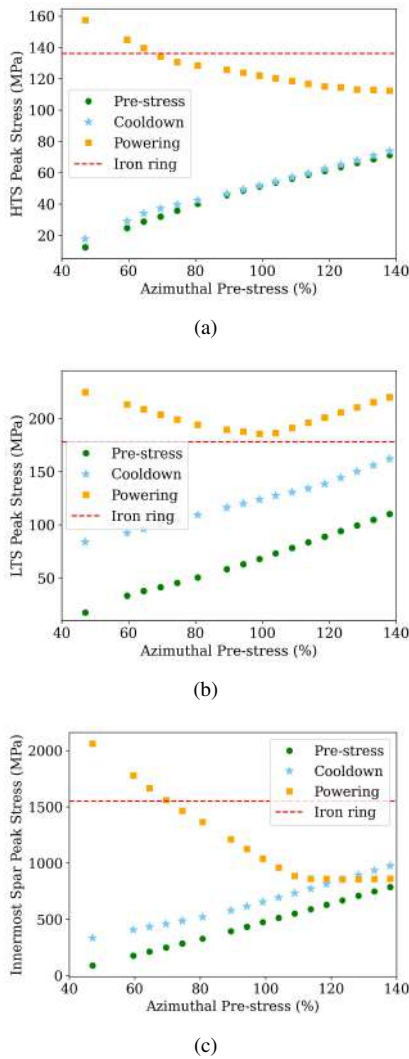 160
140
120
100
80
60
40
20
HTS Peak Stress (MPa)
Pre-stress
Cooldown
Powering
Iron ring
40 60 80 100 120 140
Azimuthal Pre-stress (%)
(a)
200
150
100
50
LTS Peak Stress (MPa)
Pre-stress
Cooldown
Powering
Iron ring
40 60 80 100 120 140
Azimuthal Pre-stress (%)
(b)
2000
1500
1000
500
0
Innermost Spar Peak Stress (MPa)
Pre-stress
Cooldown
Powering
Iron ring
40 60 80 100 120 140
Azimuthal Pre-stress (%)
(c)